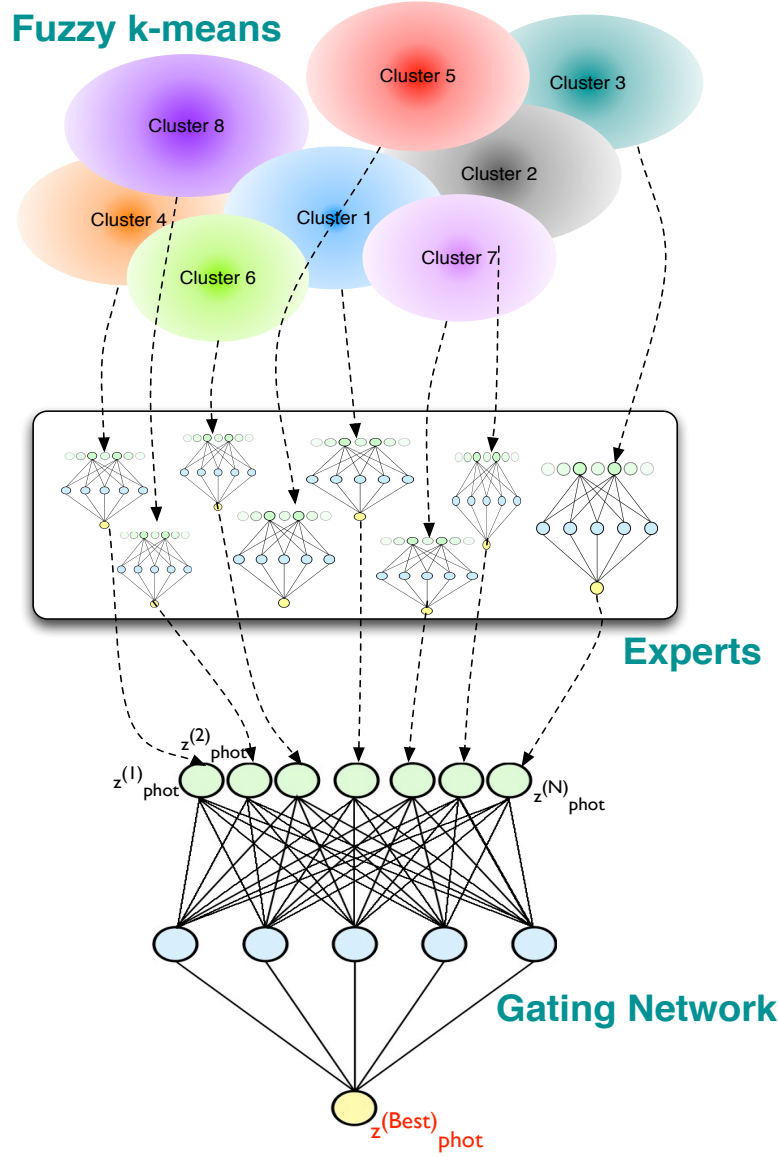 Fuzzy k-means
Cluster 5
Cluster 3
Cluster 8
Cluster 2
Cluster 4
Cluster 1
Cluster 7
Cluster 6
Experts
z(2)phot
z(1)phot
z(N)phot
Gating Network
z(Best)phot